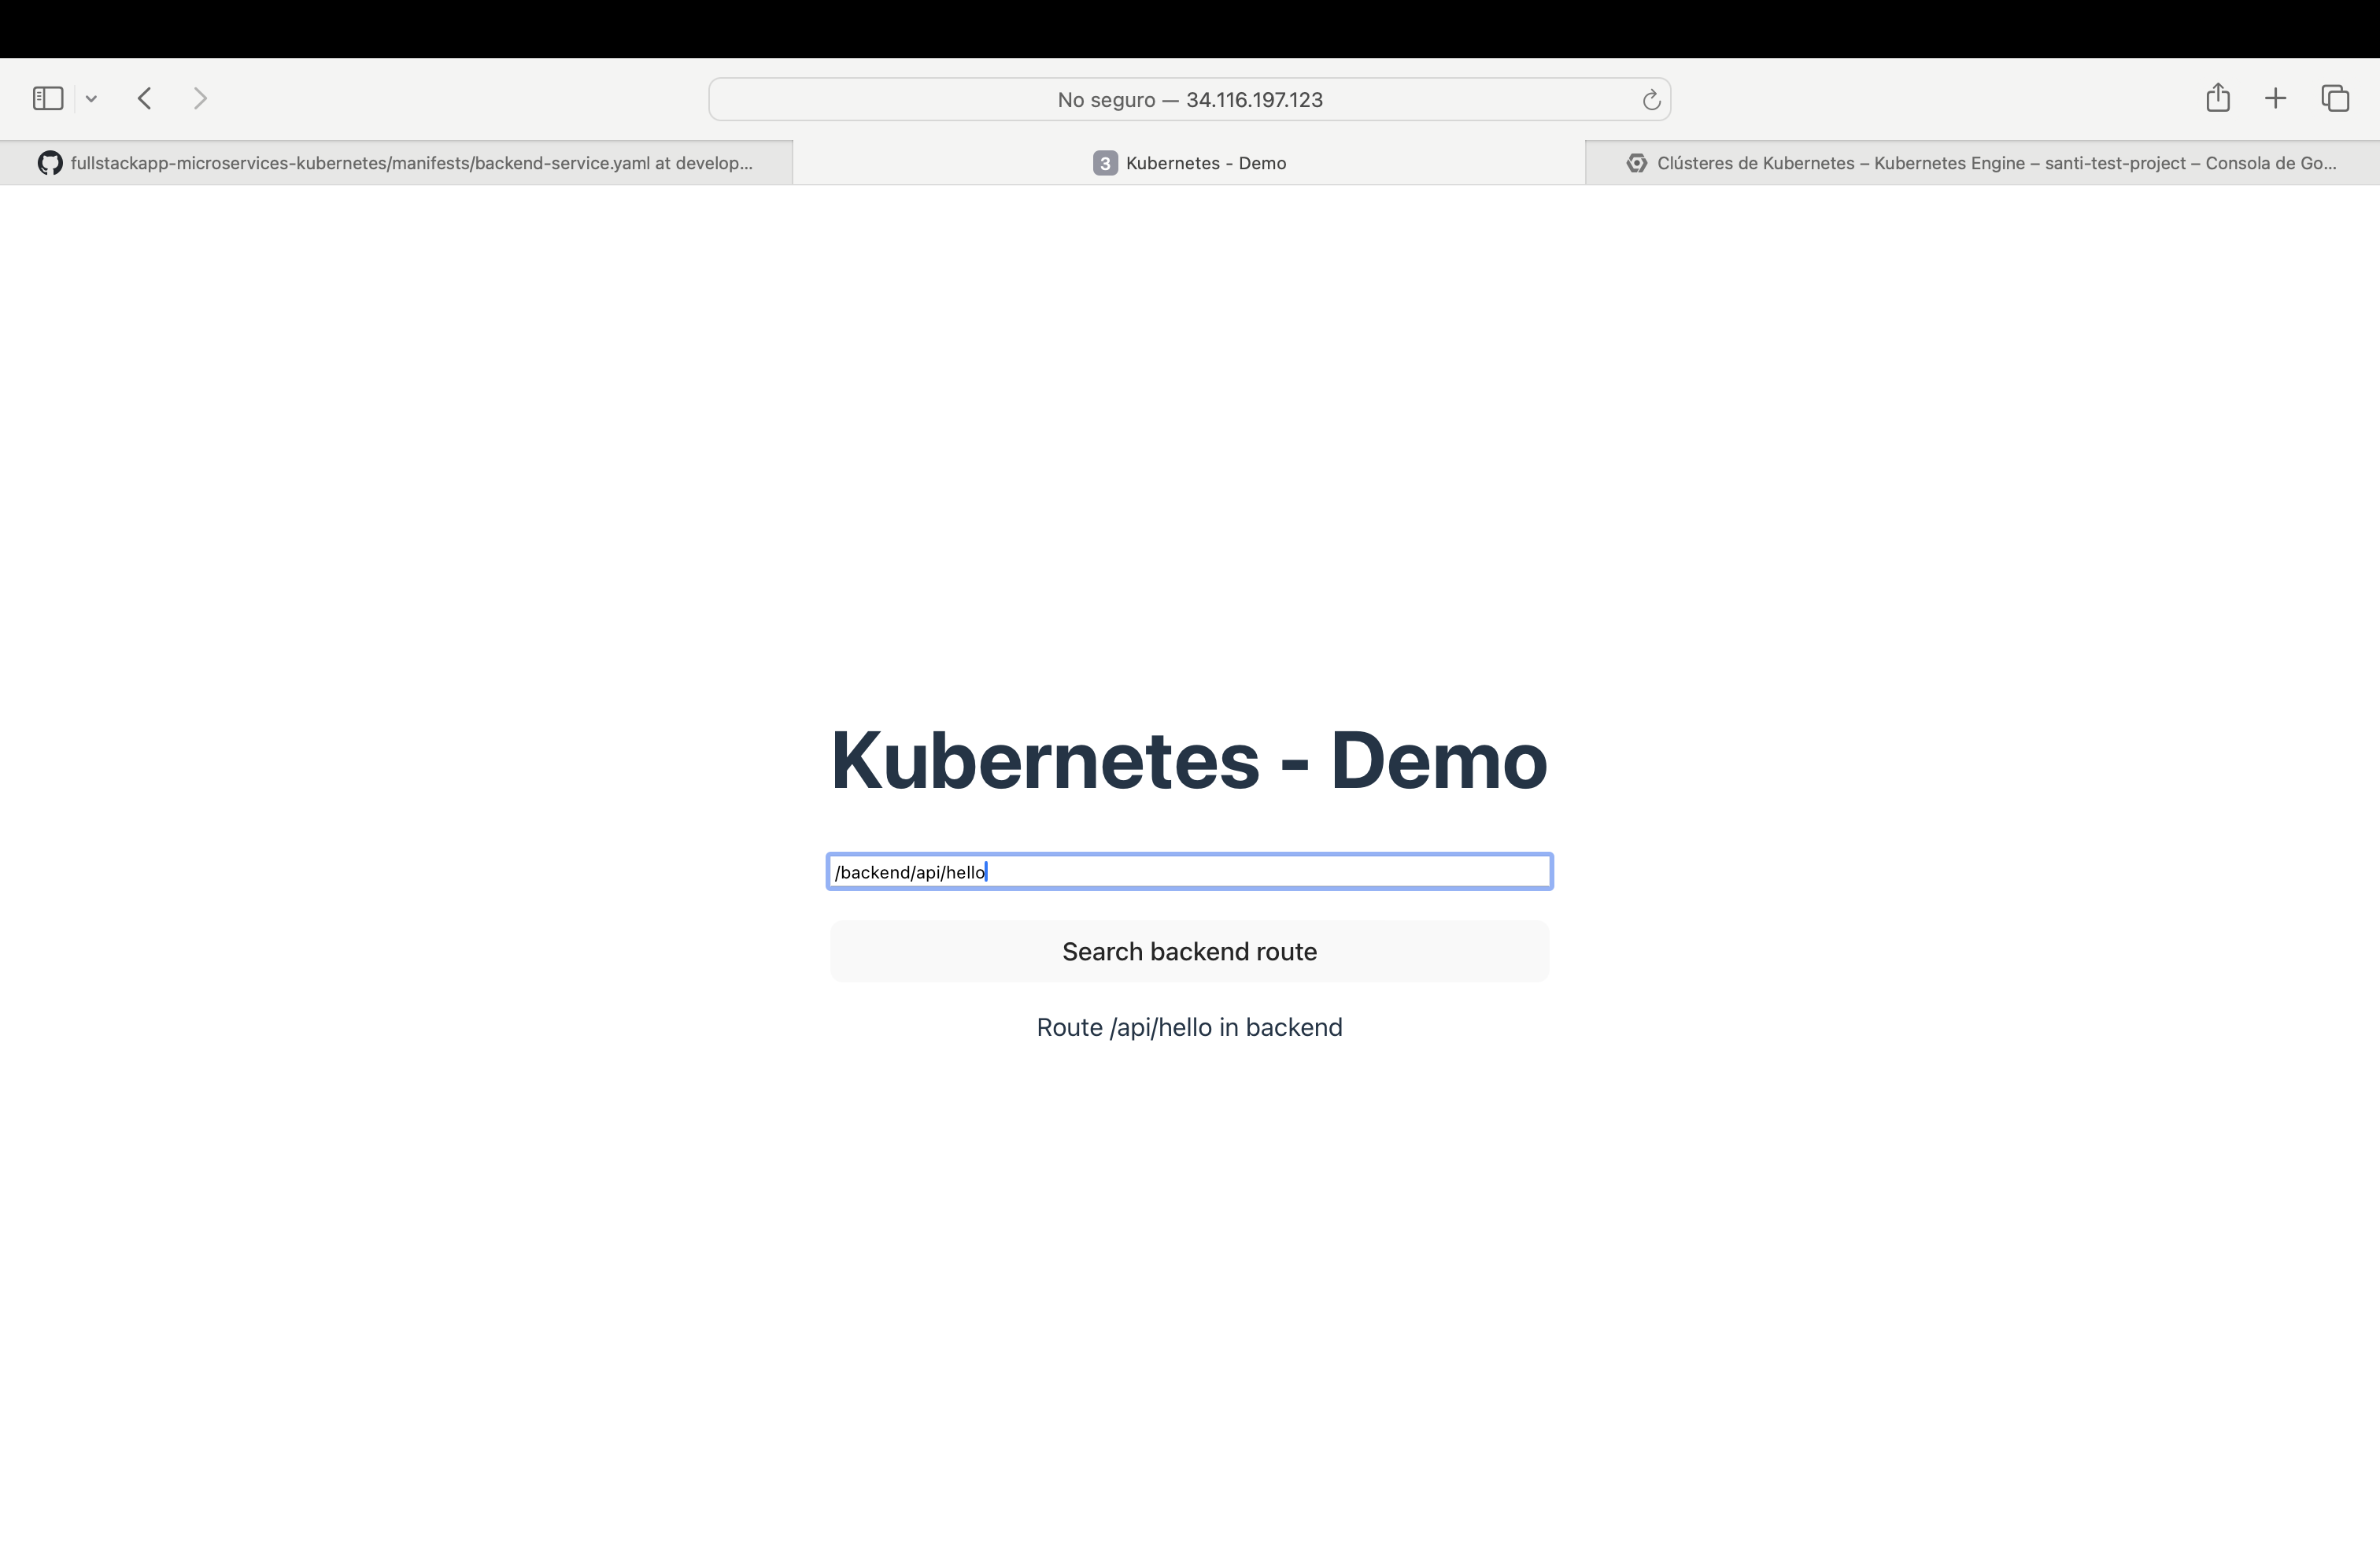 No seguro — 34.116.197.123
fullstackapp-microservices-kubernetes/manifests/backend-service.yaml at develop...
3 Kubernetes - Demo
Clústeres de Kubernetes – Kubernetes Engine – santi-test-project – Consola de Go...
Kubernetes - Demo
/backend/api/hello
Search backend route
Route /api/hello in backend